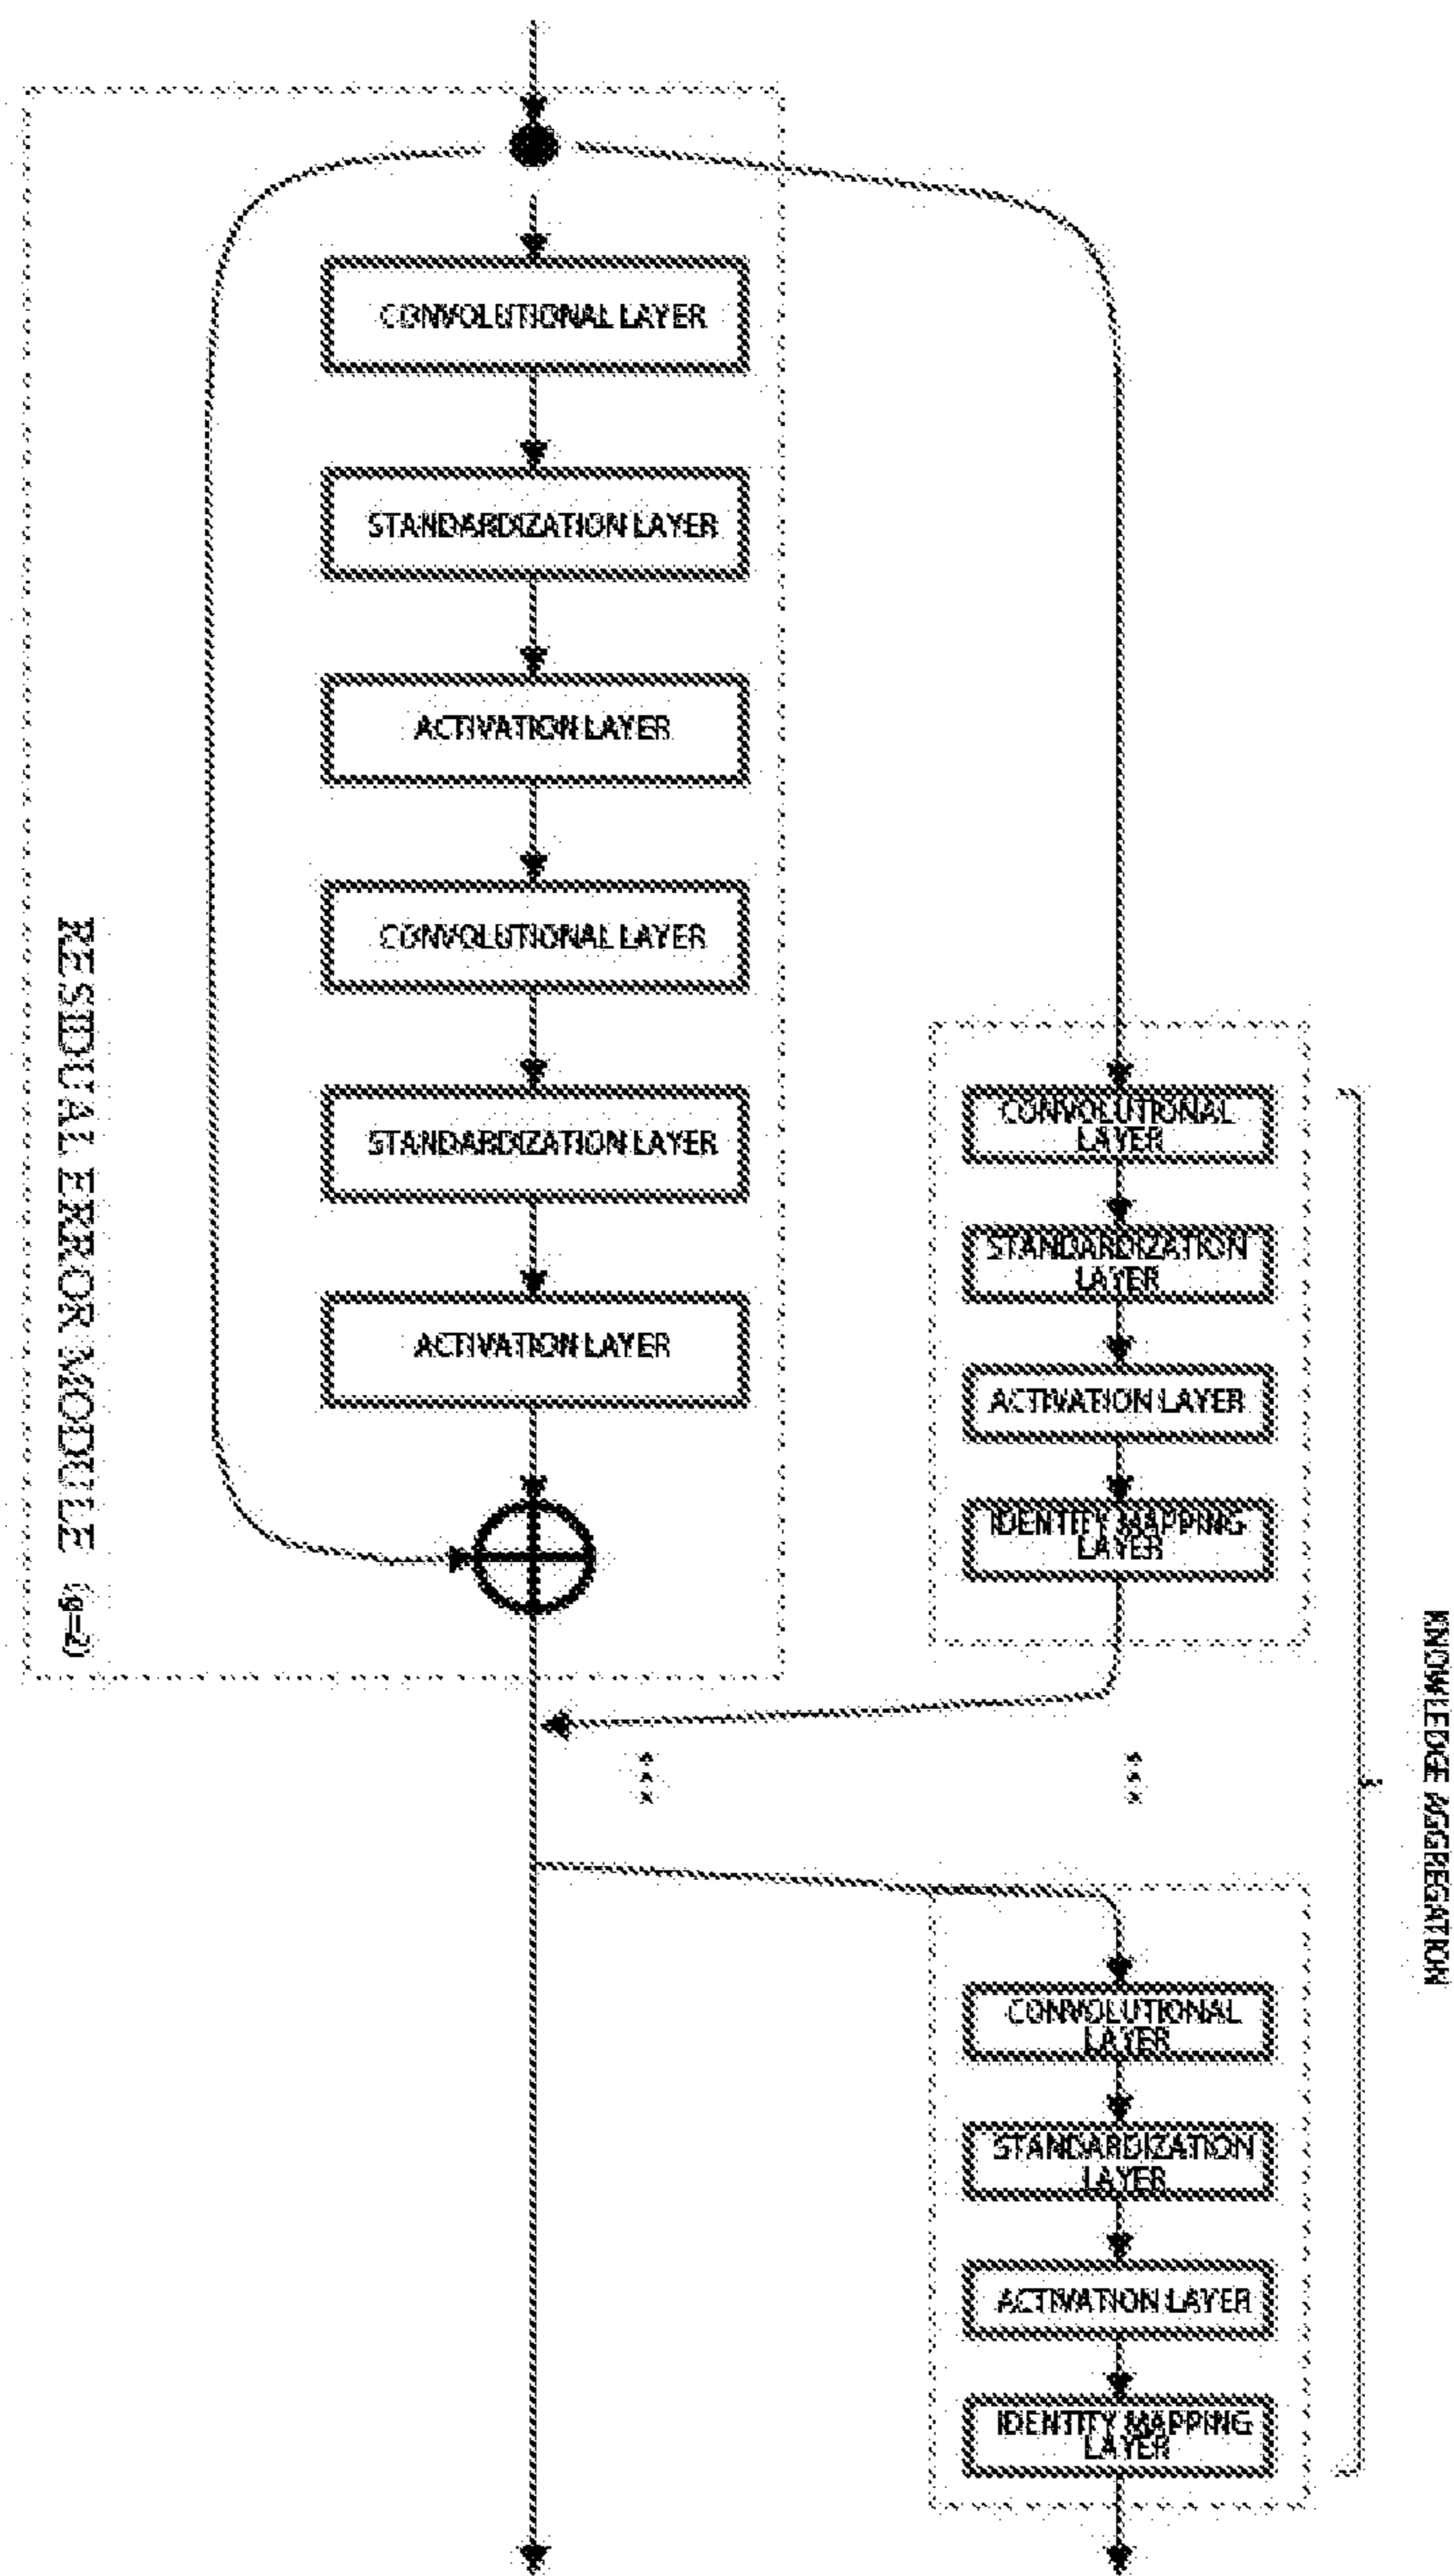 CONVOLUTIONAL LAYER
STANDARDIZATION LAYER
ACTIVATION LAYER
CONVOLUTIONAL LAYER
STANDARDIZATION LAYER
ACTIVATION LAYER
RESIDUAL ERROR MODULE (g=2)
CONVOLUTIONAL
LAYER
STANDARDIZATION
LAYER
ACTIVATION LAYER
IDENTITY MAPPING
LAYER
CONVOLUTIONAL
LAYER
STANDARDIZATION
LAYER
ACTIVATION LAYER
IDENTITY MAPPING
LAYER
KNOWLEDGE AGGREGATION